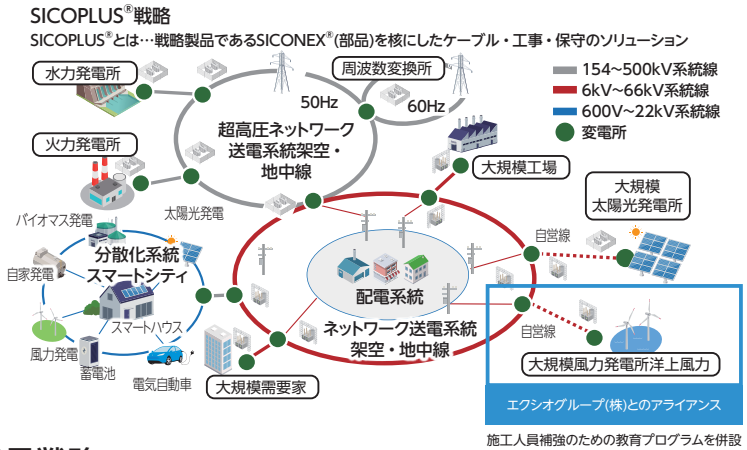 SICOPLUS®戦略
SICOPLUS®とは…戦略製品であるSICONEX®(部品)を核にしたケーブル・工事・保守のソリューション
水力発電所
周波数変換所
154~500kV系統線
6kV~66kV系統線
600V~22kV系統線
変電所
50Hz
60Hz
超高圧ネットワーク
送電系統架空・
地中線
火力発電所
大規模工場
大規模
太陽光発電所
バイオマス発電
太陽光発電
分散化系統
スマートシティ
自家発電
自営線
配電系統
スマートハウス
ネットワーク送電系統
架空・地中線
自営線
風力発電
蓄電池
電気自動車
大規模需要家
大規模風力発電所洋上風力
エクシオグループ(株)とのアライアンス
施工人員補強のための教育プログラムを併設